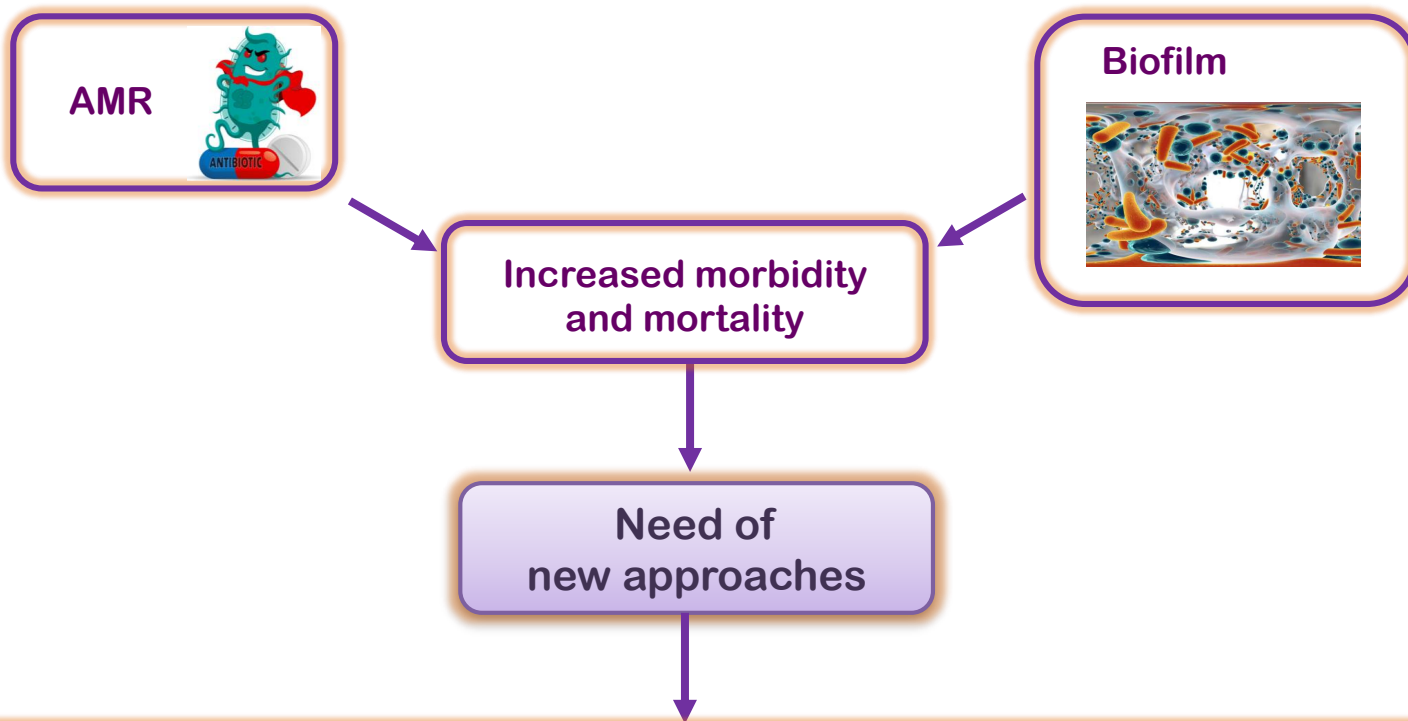 AMR
ANTIBIOTIC
Biofilm
Increased morbidity
and mortality
Need of
new approaches